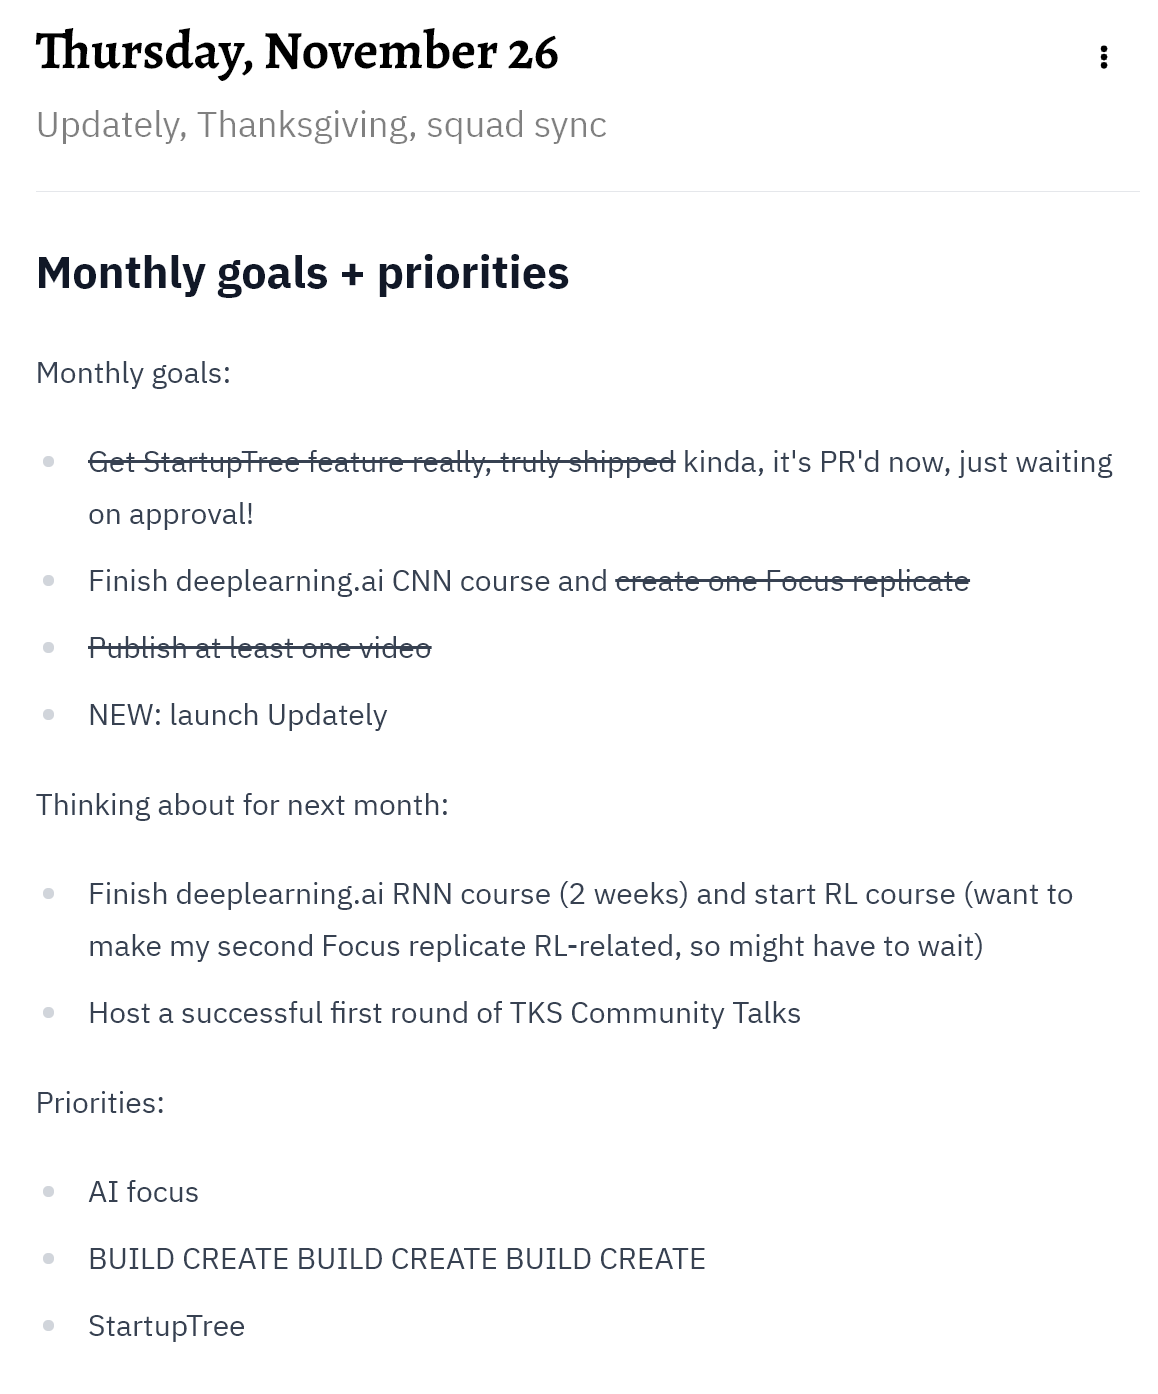 Thursday, November 26
Updately, Thanksgiving, squad sync
Monthly goals + priorities
Monthly goals:
Get StartupTree feature really, truly shipped kinda, it's PR'd now, just waiting
on approval!
Finish deeplearning.ai CNN course and create one Focus replicate
Publish at least one video
NEW: launch Updately
Thinking about for next month:
Finish deeplearning.ai RNN course (2 weeks) and start RL course (want to
make my second Focus replicate RL-related, so might have to wait)
Host a successful first round of TKS Community Talks
Priorities:
AI focus
BUILD CREATE BUILD CREATE BUILD CREATE
StartupTree